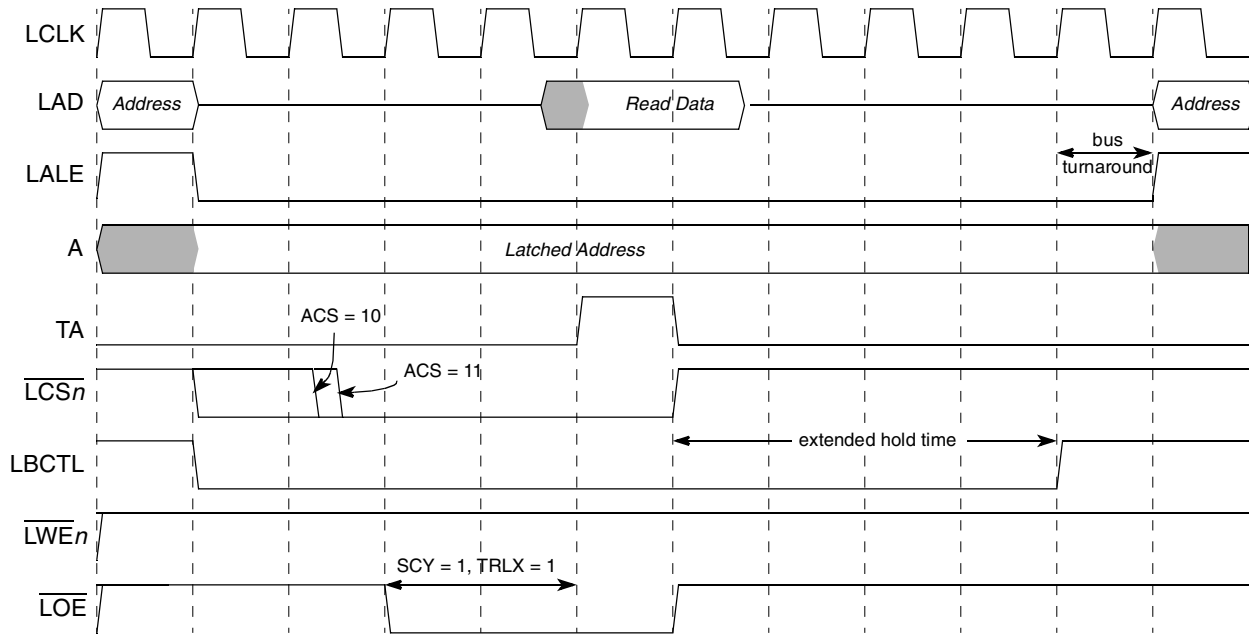 LCLK
LAD
Address
Read Data
Address
bus
turnaround
LALE
A
Latched Address
TA
ACS = 10
ACS = 11
LCSn
extended hold time
LBCTL
LWEn
SCY = 1, TRLX = 1
LOE